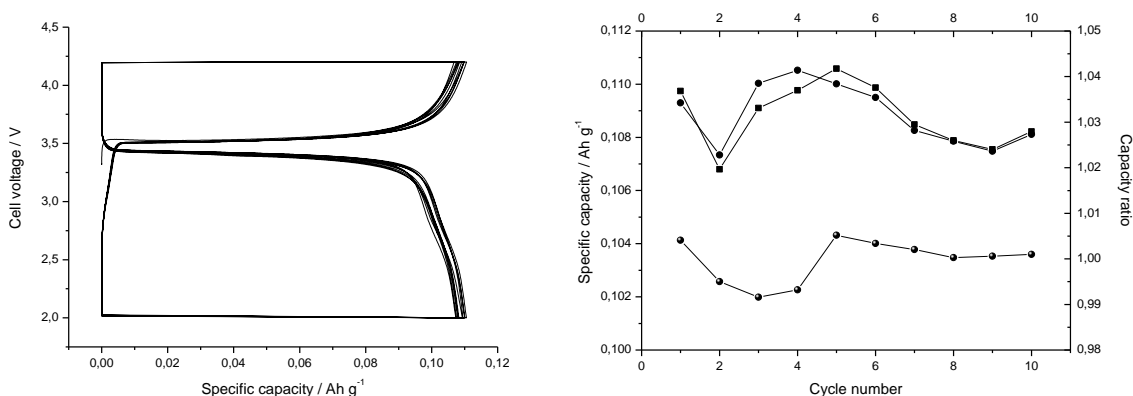 4,5
4,0
3,5
3,0
2,5
2,0
Cell voltage / V
0,00 0,02 0,04 0,06 0,08 0,10 0,12
Specific capacity / Ah g-1
0 2 4 6 8 10
0,112
0,110
0,108
0,106
0,104
0,102
0,100
Specific capacity / Ah g-1
1,05
1,04
1,03
1,02
1,01
1,00
0,99
0,98
Capacity ratio
0 2 4 6 8 10
Cycle number